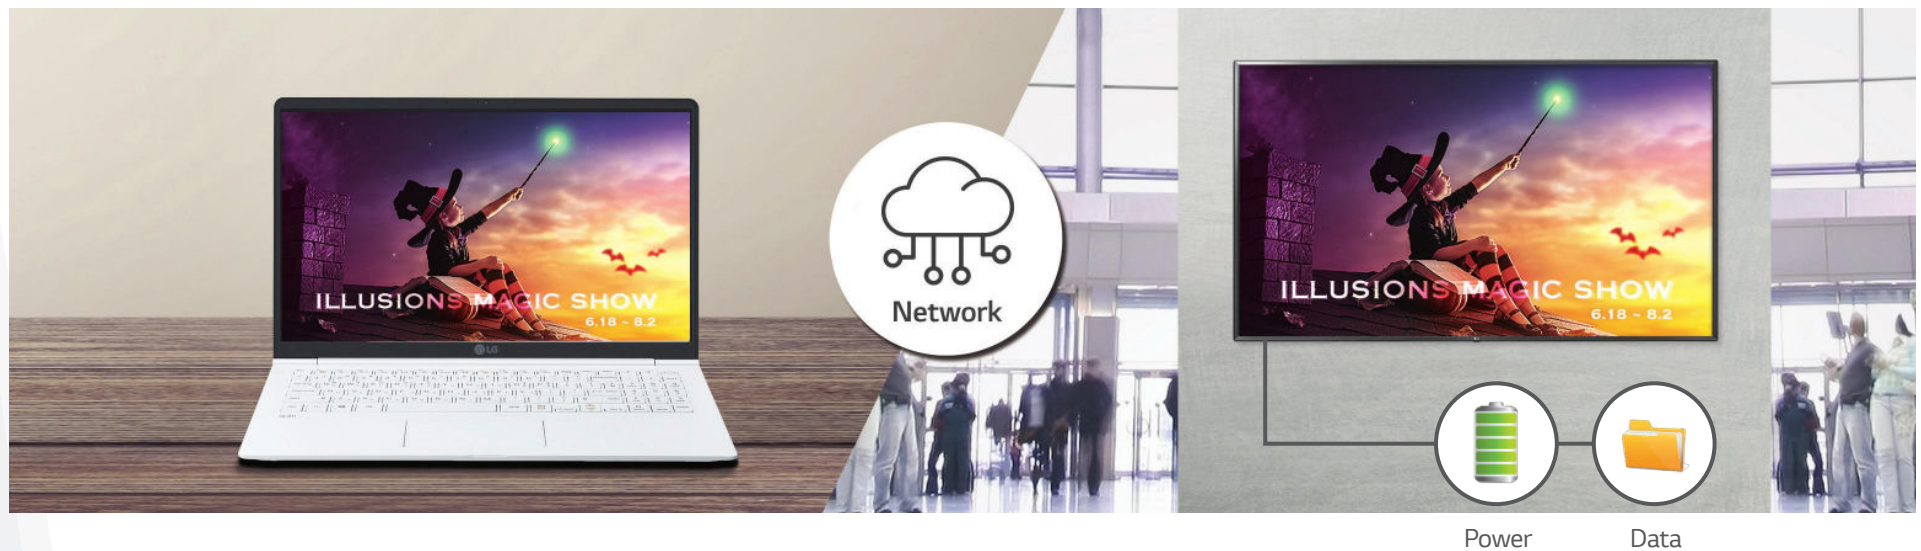 ILLUSIONS MAGIC SHOW
6.18 ~ 8.2
LG
Network
ILLUSIONS MAGIC SHOW
6.18 ~ 8.2
Power
Data